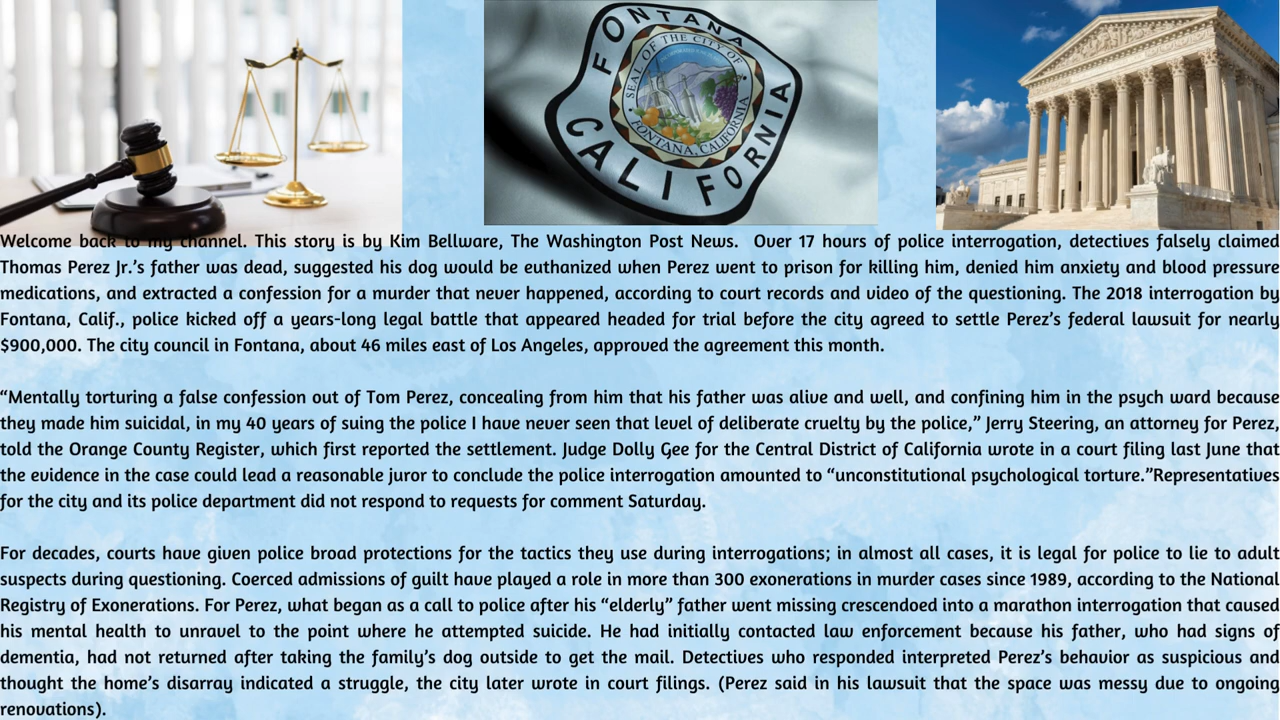 FONTANA
SEAL OF THE CITY OF
FONTANA, CALIFORNIA
CALIFORNIA
Welcome back to my channel. This story is by Kim Bellware, The Washington Post News.  Over 17 hours of police interrogation, detectives falsely claimed
Thomas Perez Jr.’s father was dead, suggested his dog would be euthanized when Perez went to prison for killing him, denied him anxiety and blood pressure
medications, and extracted a confession for a murder that never happened, according to court records and video of the questioning. The 2018 interrogation by
Fontana, Calif., police kicked off a years-long legal battle that appeared headed for trial before the city agreed to settle Perez’s federal lawsuit for nearly
$900,000. The city council in Fontana, about 46 miles east of Los Angeles, approved the agreement this month.
“Mentally torturing a false confession out of Tom Perez, concealing from him that his father was alive and well, and confining him in the psych ward because
they made him suicidal, in my 40 years of suing the police I have never seen that level of deliberate cruelty by the police,” Jerry Steering, an attorney for Perez,
told the Orange County Register, which first reported the settlement. Judge Dolly Gee for the Central District of California wrote in a court filing last June that
the evidence in the case could lead a reasonable juror to conclude the police interrogation amounted to “unconstitutional psychological torture.”Representatives
for the city and its police department did not respond to requests for comment Saturday.
For decades, courts have given police broad protections for the tactics they use during interrogations; in almost all cases, it is legal for police to lie to adult
suspects during questioning. Coerced admissions of guilt have played a role in more than 300 exonerations in murder cases since 1989, according to the National
Registry of Exonerations. For Perez, what began as a call to police after his “elderly” father went missing crescendoed into a marathon interrogation that caused
his mental health to unravel to the point where he attempted suicide. He had initially contacted law enforcement because his father, who had signs of
dementia, had not returned after taking the family’s dog outside to get the mail. Detectives who responded interpreted Perez’s behavior as suspicious and
thought the home’s disarray indicated a struggle, the city later wrote in court filings. (Perez said in his lawsuit that the space was messy due to ongoing
renovations).